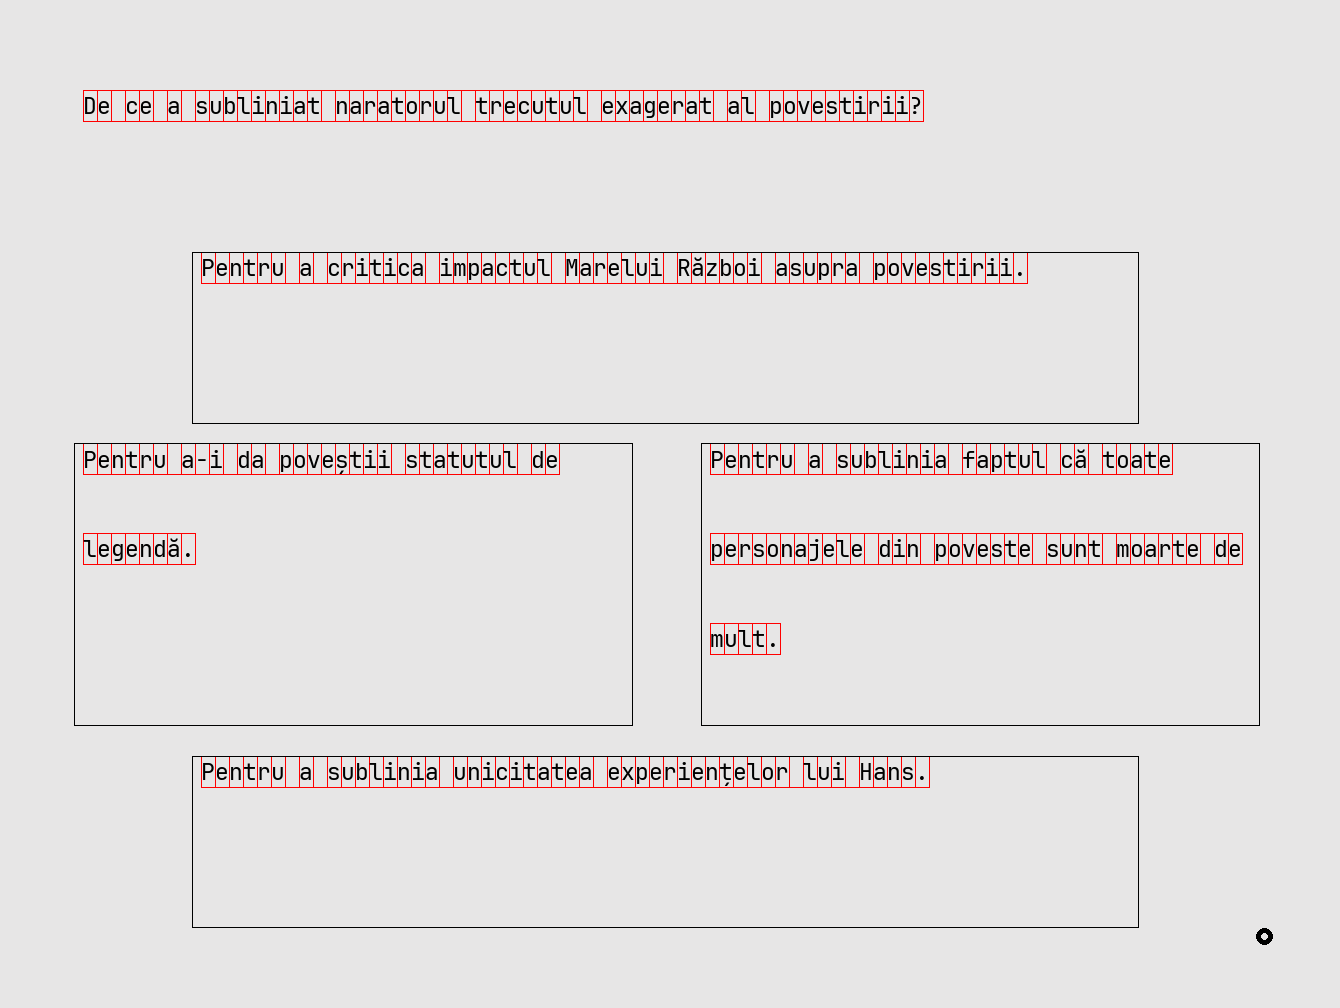 De ce a subliniat naratorul trecutul exagerat al povestirii?
Pentru a critica impactul Marelui Război asupra povestirii.
Pentru a-i da poveștii statutul de
legendă.
Pentru a sublinia faptul că toate
personajele din poveste sunt moarte de
mult.
Pentru a sublinia unicitatea experiențelor lui Hans.